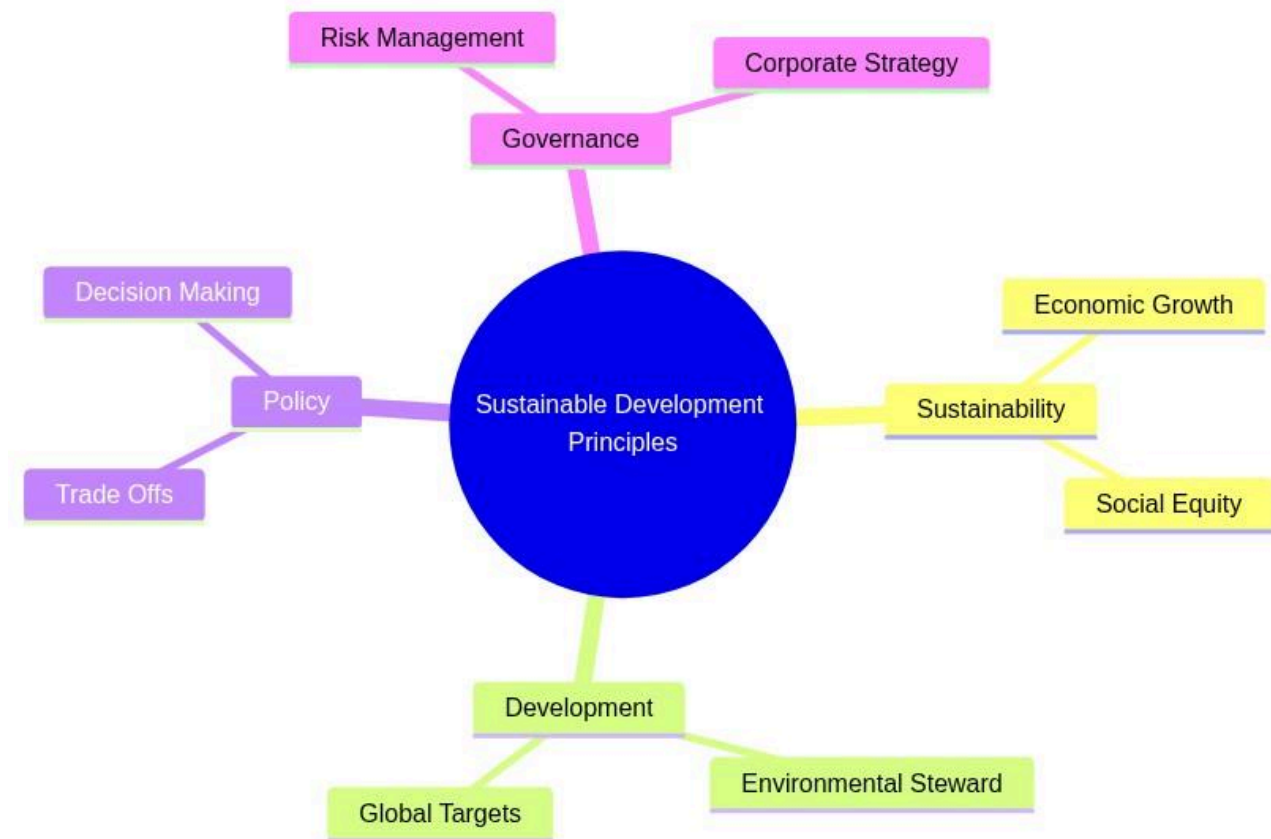 Risk Management
Corporate Strategy
Governance
Decision Making
Economic Growth
Policy
Sustainable Development
Principles
Sustainability
Trade Offs
Social Equity
Development
Environmental Steward
Global Targets